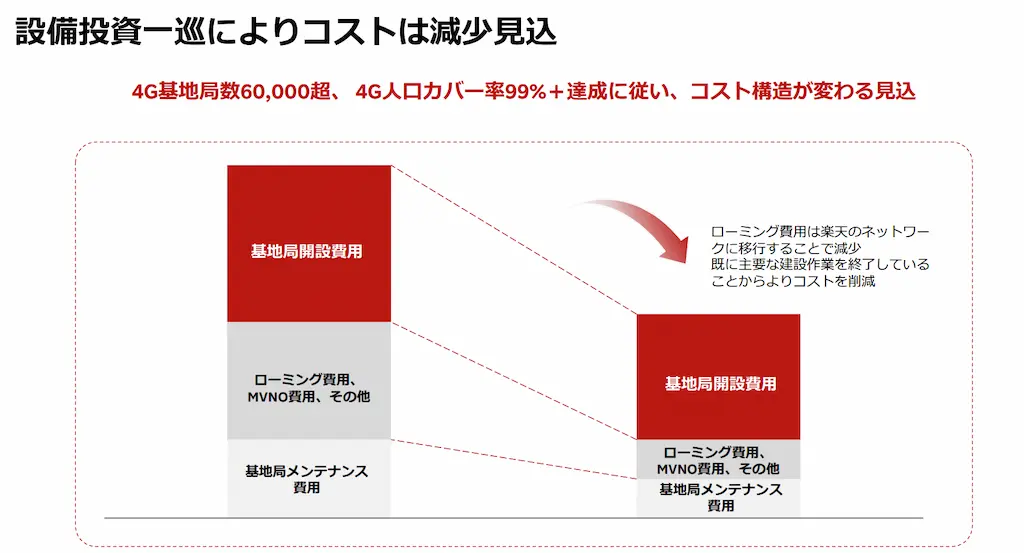 設備投資一巡によりコストは減少見込
4G基地局数60,000超、 4G人口カバー率99%＋達成に従い、コスト構造が変わる見込
基地局開設費用
ローミング費用、
MVNO費用、その他
基地局メンテナンス
費用
ローミング費用は楽天のネットワー
クに移行することで減少
既に主要な建設作業を終了している
ことからよりコストを削減
基地局開設費用
ローミング費用、
MVNO費用、その他
基地局メンテナンス
費用